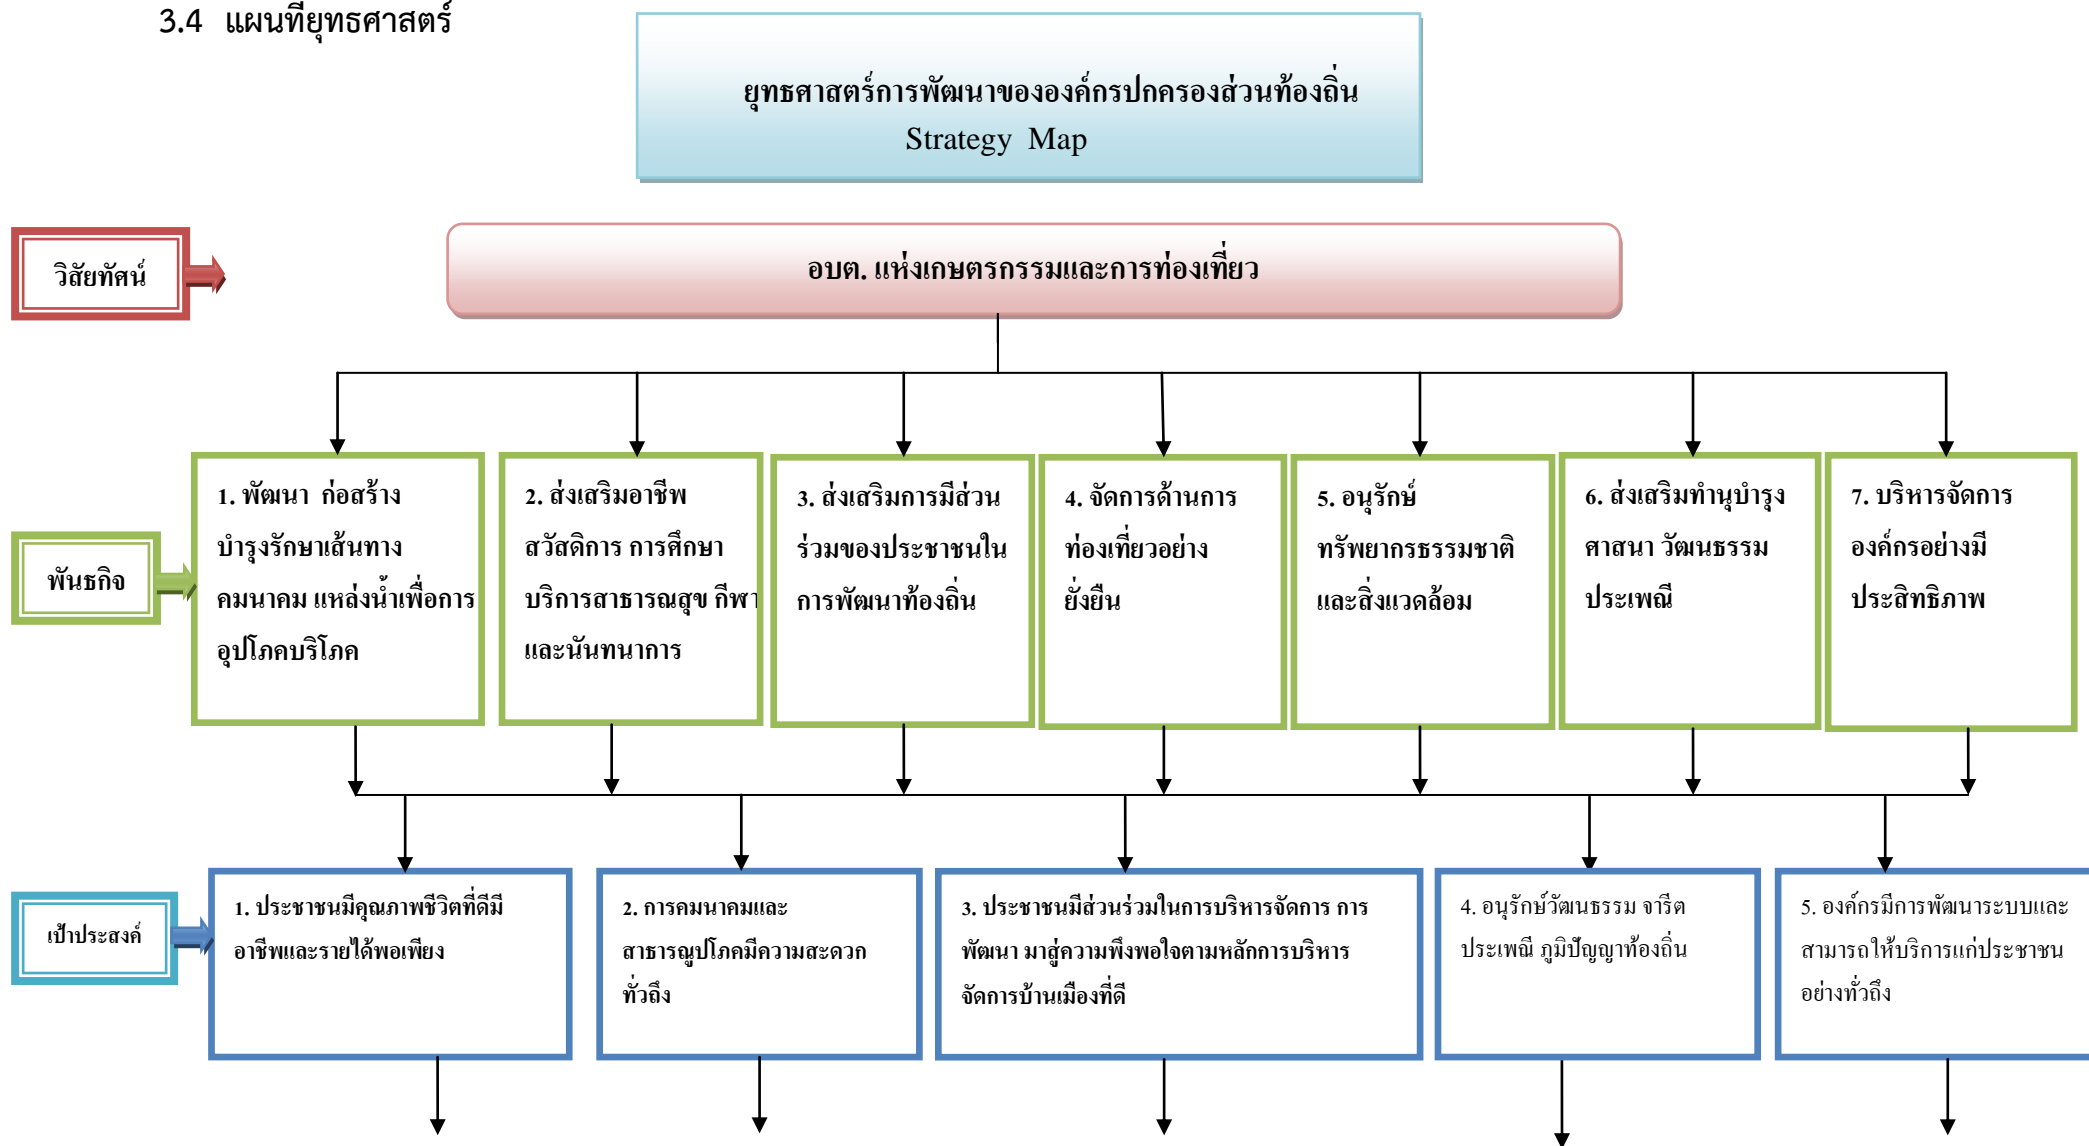 3.4 แผนที่ยุทธศาสตร์
ยุทธศาสตร์การพัฒนาขององค์กรปกครองส่วนท้องถิ่น
Strategy Map
วิสัยทัศน์
อบต. แห่งเกษตรกรรมและการท่องเที่ยว
พันธกิจ
1. พัฒนา ก่อสร้าง
บำรุงรักษาเส้นทาง
คมนาคม แหล่งน้ำเพื่อการ
อุปโภคบริโภค
2. ส่งเสริมอาชีพ
สวัสดิการ การศึกษา
บริการสาธารณสุข กีฬา
และนันทนาการ
3. ส่งเสริมการมีส่วน
ร่วมของประชาชนใน
การพัฒนาท้องถิ่น
4. จัดการด้านการ
ท่องเที่ยวอย่าง
ยั่งยืน
5. อนุรักษ์
ทรัพยากรธรรมชาติ
และสิ่งแวดล้อม
6. ส่งเสริมทำนุบำรุง
ศาสนา วัฒนธรรม
ประเพณี
7. บริหารจัดการ
องค์กรอย่างมี
ประสิทธิภาพ
เป้าประสงค์
1. ประชาชนมีคุณภาพชีวิตที่ดีมี
อาชีพและรายได้พอเพียง
2. การคมนาคมและ
สาธารณูปโภคมีความสะดวก
ทั่วถึง
3. ประชาชนมีส่วนร่วมในการบริหารจัดการ การ
พัฒนา มาสู่ความพึงพอใจตามหลักการบริหาร
จัดการบ้านเมืองที่ดี
4. อนุรักษ์วัฒนธรรม จารีต
ประเพณี ภูมิปัญญาท้องถิ่น
5. องค์กรมีการพัฒนาระบบและ
สามารถให้บริการแก่ประชาชน
อย่างทั่วถึง